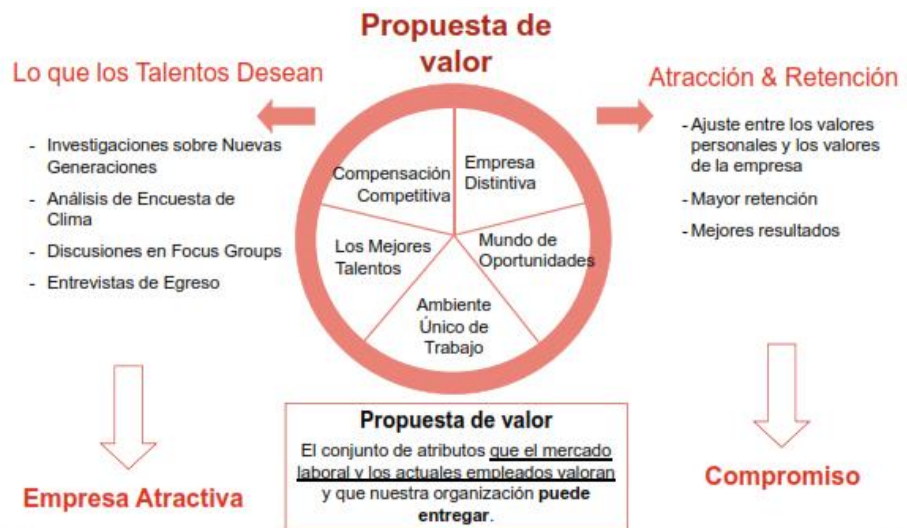 Propuesta de
valor
Lo que los Talentos Desean
- Investigaciones sobre Nuevas
Generaciones
- Análisis de Encuesta de
Clima
- Discusiones en Focus Groups
- Entrevistas de Egreso
Empresa Atractiva
Compensación
Competitiva
Empresa
Distintiva
Los Mejores
Talentos
Mundo de
Oportunidades
Ambiente
Único de
Trabajo
Propuesta de valor
El conjunto de atributos que el mercado
laboral y los actuales empleados valoran
y que nuestra organización puede
entregar.
Atracción & Retención
- Ajuste entre los valores
personales y los valores
de la empresa
- Mayor retención
- Mejores resultados
Compromiso